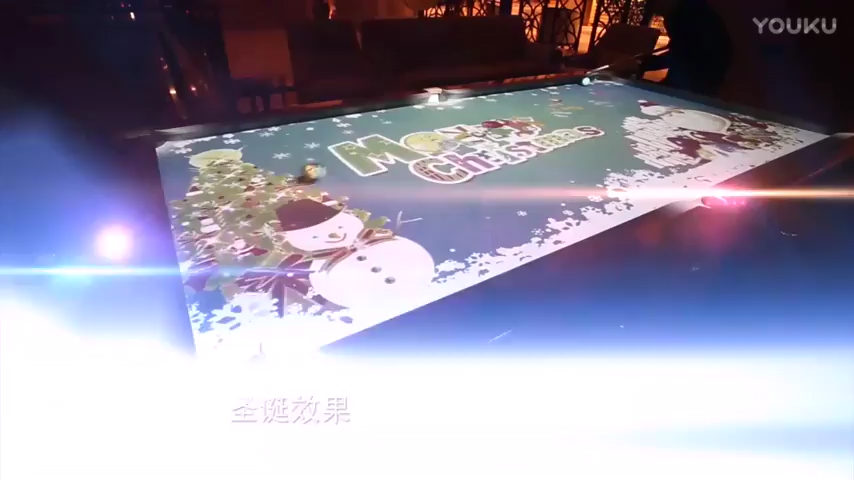 YOUKU
Merry
Christmas
圣诞效果